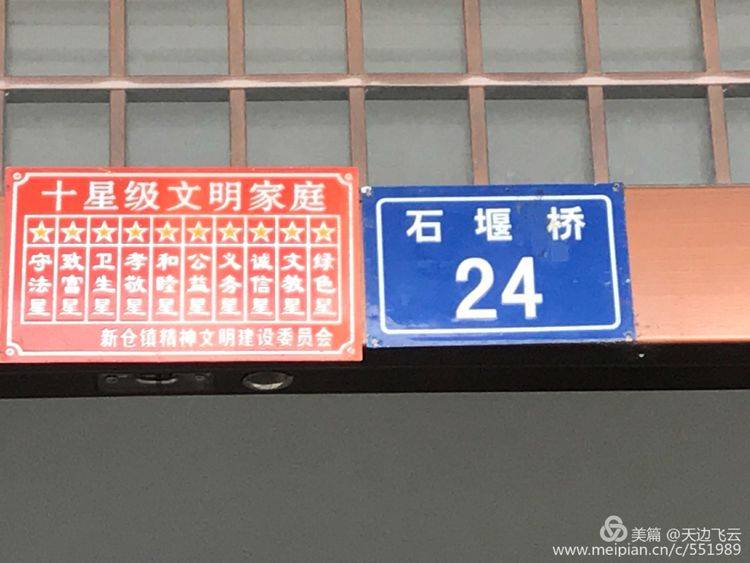 十星级文明家庭
守法星 致富星 卫生星 孝敬星 和睦星 公益星 义务星 诚信星 文教星 绿色星
新仓镇精神文明建设委员会
石堰桥
24
美篇 @天边飞云
www.meipian.cn/c/551989